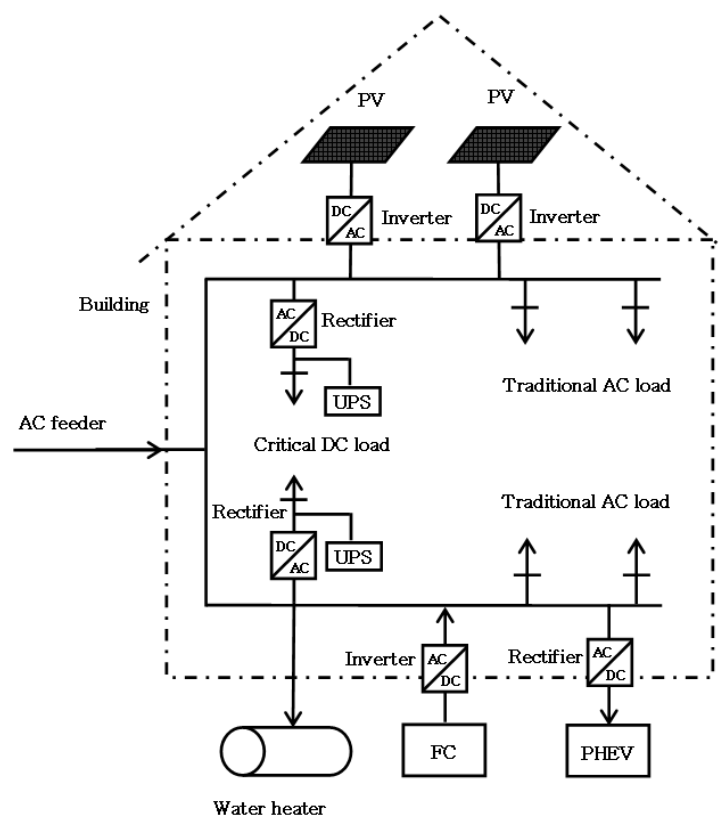 PV
PV
DC
AC
Inverter
DC
AC
Inverter
Building
AC
DC
Rectifier
UPS
Traditional AC load
AC feeder
Critical DC load
Rectifier
DC
AC
UPS
Traditional AC load
Inverter
AC
DC
Rectifier
AC
DC
FC
PHEV
Water heater